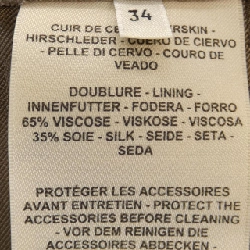 34
CUIR DE CERF - DEERSKIN -
HIRSCHLEDER - CUERO DE CIERVO
- PELLE DI CERVO - COURO DE
VEADO
DOUBLURE - LINING -
INNENFUTTER - FODERA - FORRO
65% VISCOSE - VISKOSE - VISCOSA
35% SOIE - SILK - SEIDE - SETA -
SEDA
PROTÉGER LES ACCESSOIRES
AVANT ENTRETIEN - PROTECT THE
ACCESSORIES BEFORE CLEANING
- VOR DEM REINIGEN DIE
ACCESSOIRES ABDECKEN -